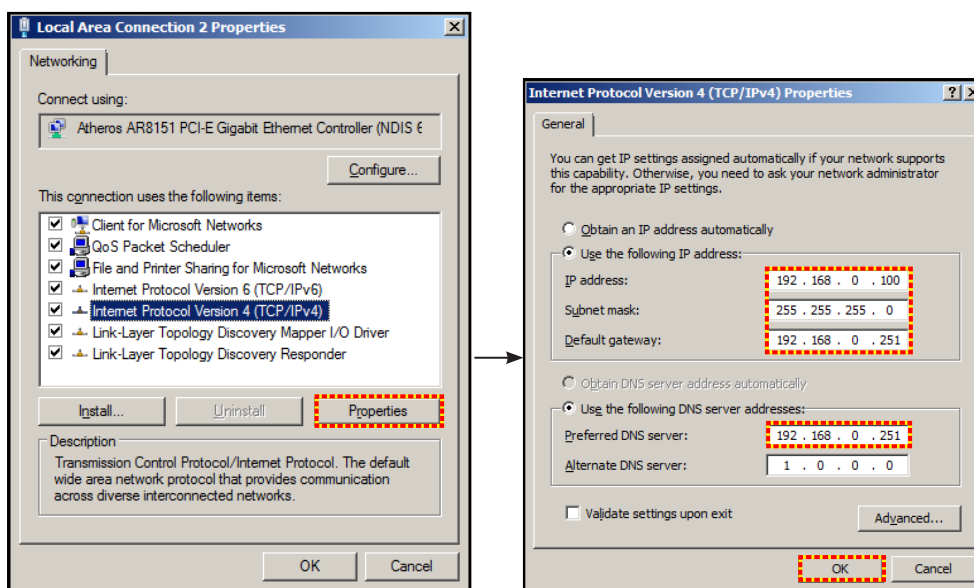 Local Area Connection 2 Properties
Networking
Connect using:
Atheros AR8151 PCI-E Gigabit Ethernet Controller (NDIS 6
Configure...
This connection uses the following items:
Client for Microsoft Networks
QoS Packet Scheduler
File and Printer Sharing for Microsoft Networks
Internet Protocol Version 6 (TCP/IPv6)
Internet Protocol Version 4 (TCP/IPv4)
Link-Layer Topology Discovery Mapper I/O Driver
Link-Layer Topology Discovery Responder
Install...
Uninstall
Properties
Description
Transmission Control Protocol/Internet Protocol. The default
wide area network protocol that provides communication
across diverse interconnected networks.
OK
Cancel
Internet Protocol Version 4 (TCP/IPv4) Properties
General
You can get IP settings assigned automatically if your network supports
this capability. Otherwise, you need to ask your network administrator
for the appropriate IP settings.
Obtain an IP address automatically
Use the following IP address:
IP address: 192 . 168 . 0 . 100
Subnet mask: 255 . 255 . 255 . 0
Default gateway: 192 . 168 . 0 . 251
Obtain DNS server address automatically
Use the following DNS server addresses:
Preferred DNS server: 192 . 168 . 0 . 251
Alternate DNS server: 1 . 0 . 0 . 0
Validate settings upon exit
Advanced...
OK
Cancel